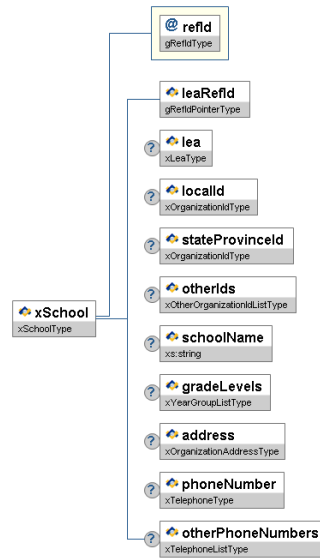 @ refId
gRefIdType
leaRefId
gRefIdPointerType
? lea
xLeaType
? localId
xOrganizationIdType
? stateProvinceId
xOrganizationIdType
? otherIds
xOtherOrganizationIdListType
xSchool
xSchoolType
? schoolName
xs:string
? gradeLevels
xYearGroupListType
? address
xOrganizationAddressType
? phoneNumber
xTelephoneType
? otherPhoneNumbers
xTelephoneListType